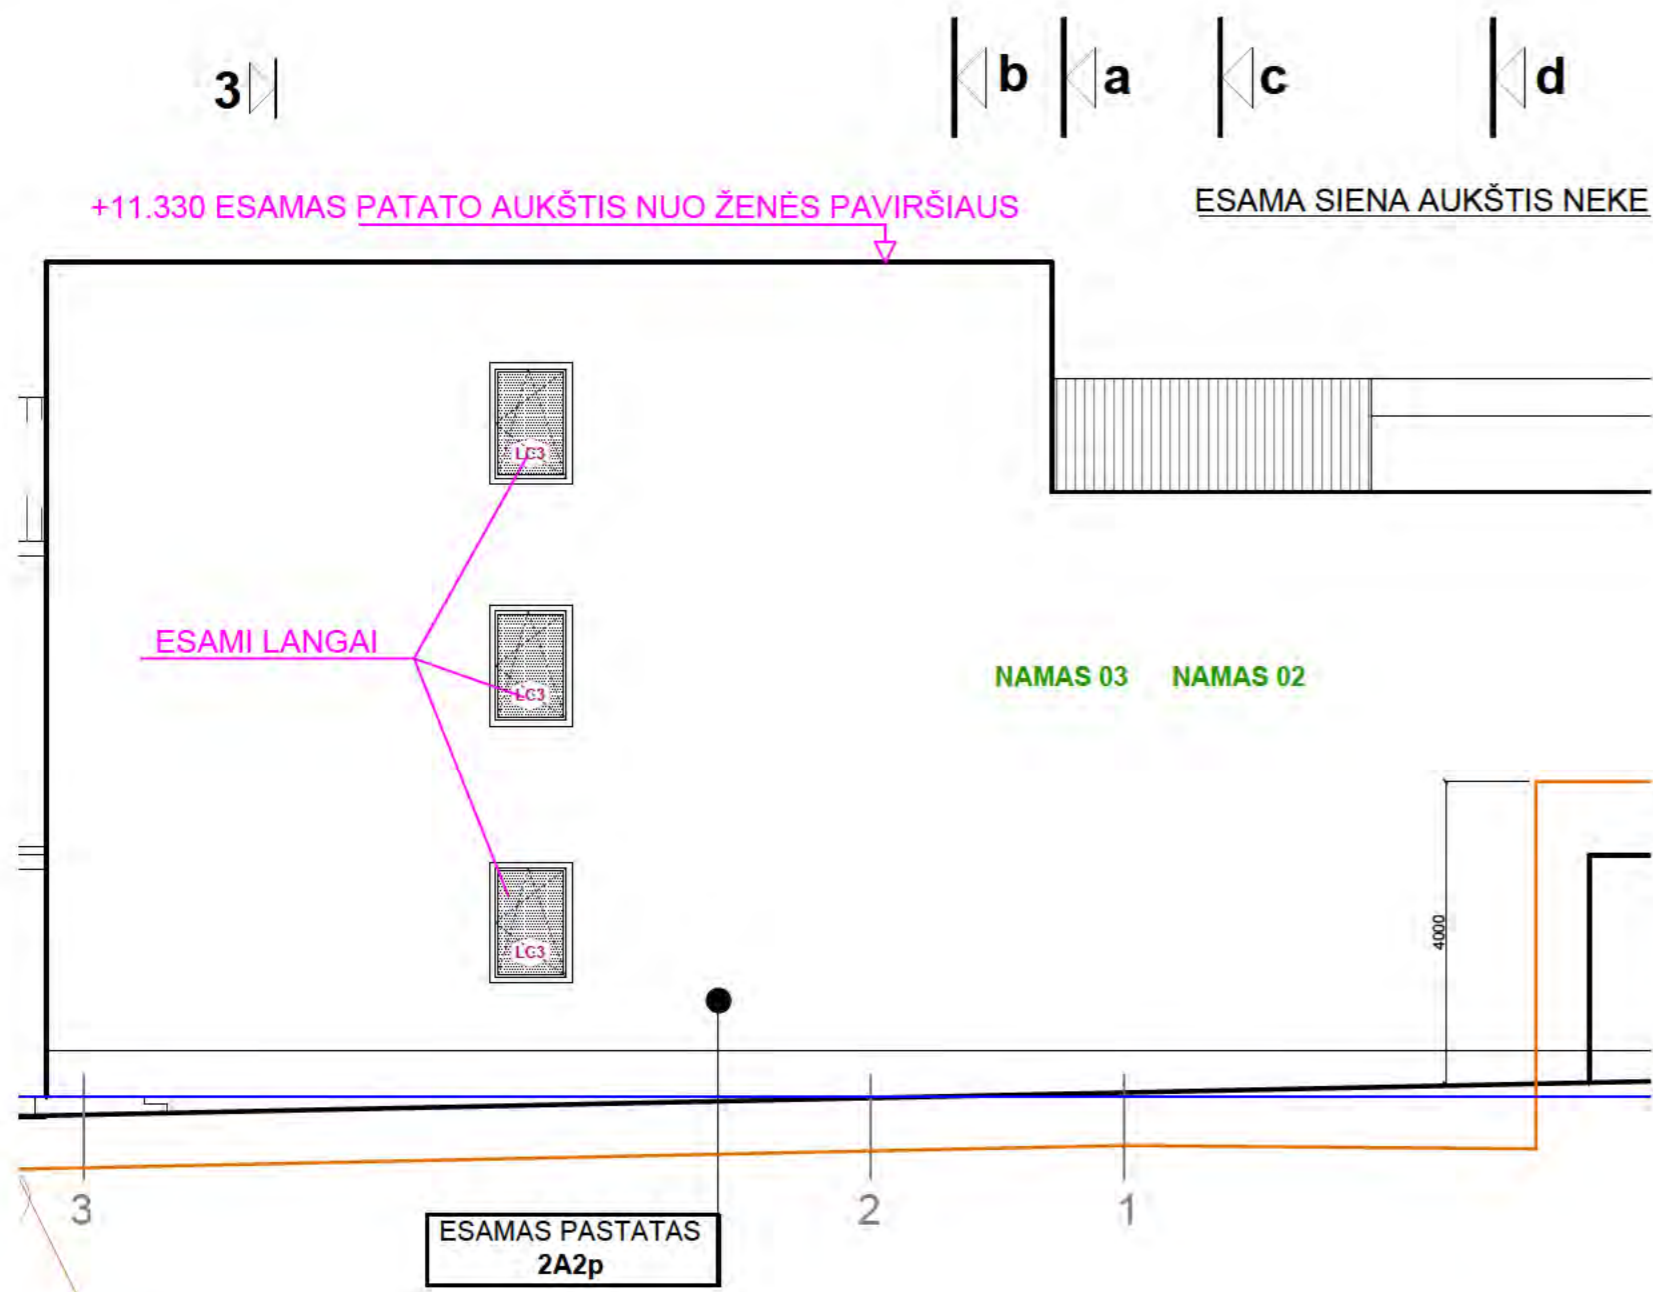 3
b
a
c
d
+11.330 ESAMAS PATATO AUKŠTIS NUO ŽENĖS PAVIRŠIAUS
ESAMA SIENA AUKŠTIS NEKE
LC3
ESAMI LANGAI
LC3
NAMAS 03
NAMAS 02
4000
LC3
3
2
1
ESAMAS PASTATAS
2A2p